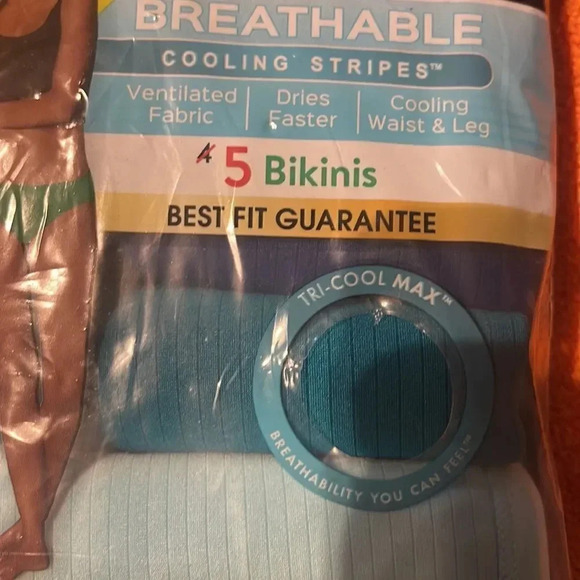 BREATHABLE
COOLING STRIPES™
Ventilated Fabric
Dries Faster
Cooling Waist & Leg
4 5 Bikinis
BEST FIT GUARANTEE
TRI-COOL MAX™
BREATHABILITY YOU CAN FEEL™